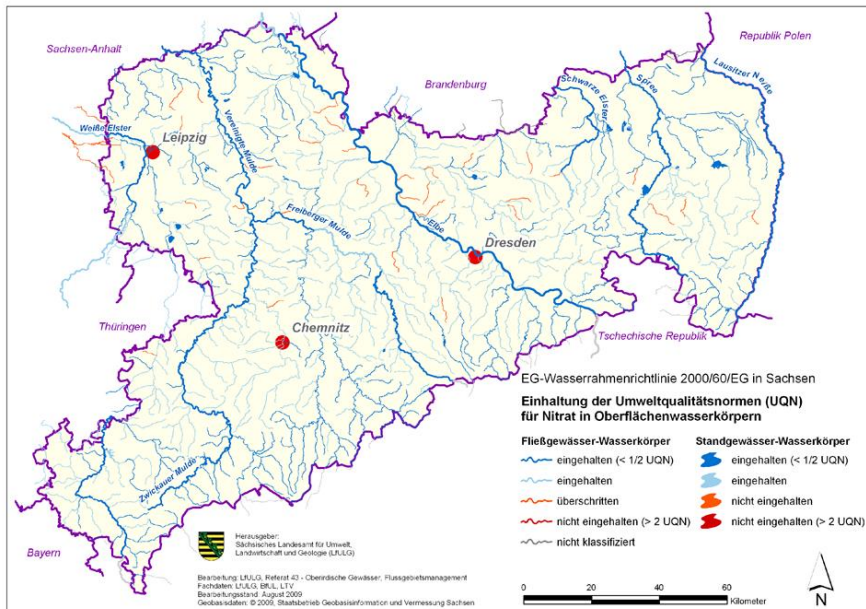 Sachsen-Anhalt
Republik Polen
Brandenburg
Lausitzer Neiße
Spree
Schwarze Elster
Weiße Elster
Leipzig
Vereinigte Mulde
Freiberger Mulde
Elbe
Dresden
Chemnitz
Thüringen
Tschechische Republik
Zwickauer Mulde
Bayern
EG-Wasserrahmenrichtlinie 2000/60/EG in Sachsen
Einhaltung der Umweltqualitätsnormen (UQN)
für Nitrat in Oberflächenwasserkörpern
Fließgewässer-Wasserkörper
eingehalten (< 1/2 UQN)
eingehalten
überschritten
nicht eingehalten (> 2 UQN)
nicht klassifiziert
Standgewässer-Wasserkörper
eingehalten (< 1/2 UQN)
eingehalten
nicht eingehalten
nicht eingehalten (> 2 UQN)
Herausgeber:
Sächsisches Landesamt für Umwelt,
Landwirtschaft und Geologie (LfULG)
Bearbeitung: LfULG, Referat 43 - Oberirdische Gewässer, Flussgebietsmanagement
Fachdaten: LfULG, BfUL, LTV
Bearbeitungsstand: August 2009
Geobasisdaten: © 2009, Staatsbetrieb Geobasisinformation und Vermessung Sachsen
0 20 40 60
Kilometer
N